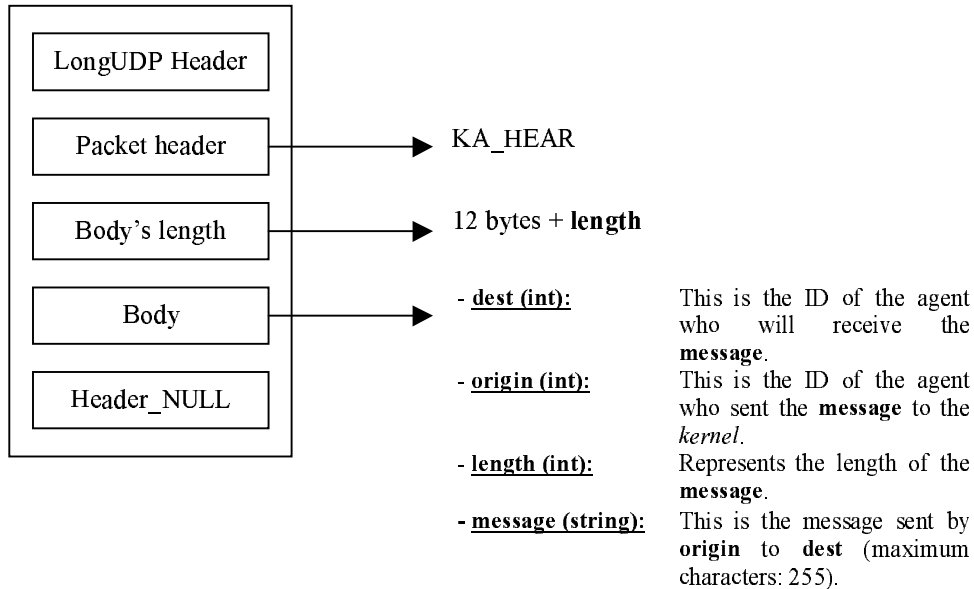 LongUDP Header
Packet header
KA_HEAR
Body's length
12 bytes + length
Body
- dest (int):
This is the ID of the agent
who will receive the
message.
Header_NULL
- origin (int):
This is the ID of the agent
who sent the message to the
kernel.
- length (int):
Represents the length of the
message.
- message (string):
This is the message sent by
origin to dest (maximum
characters: 255).